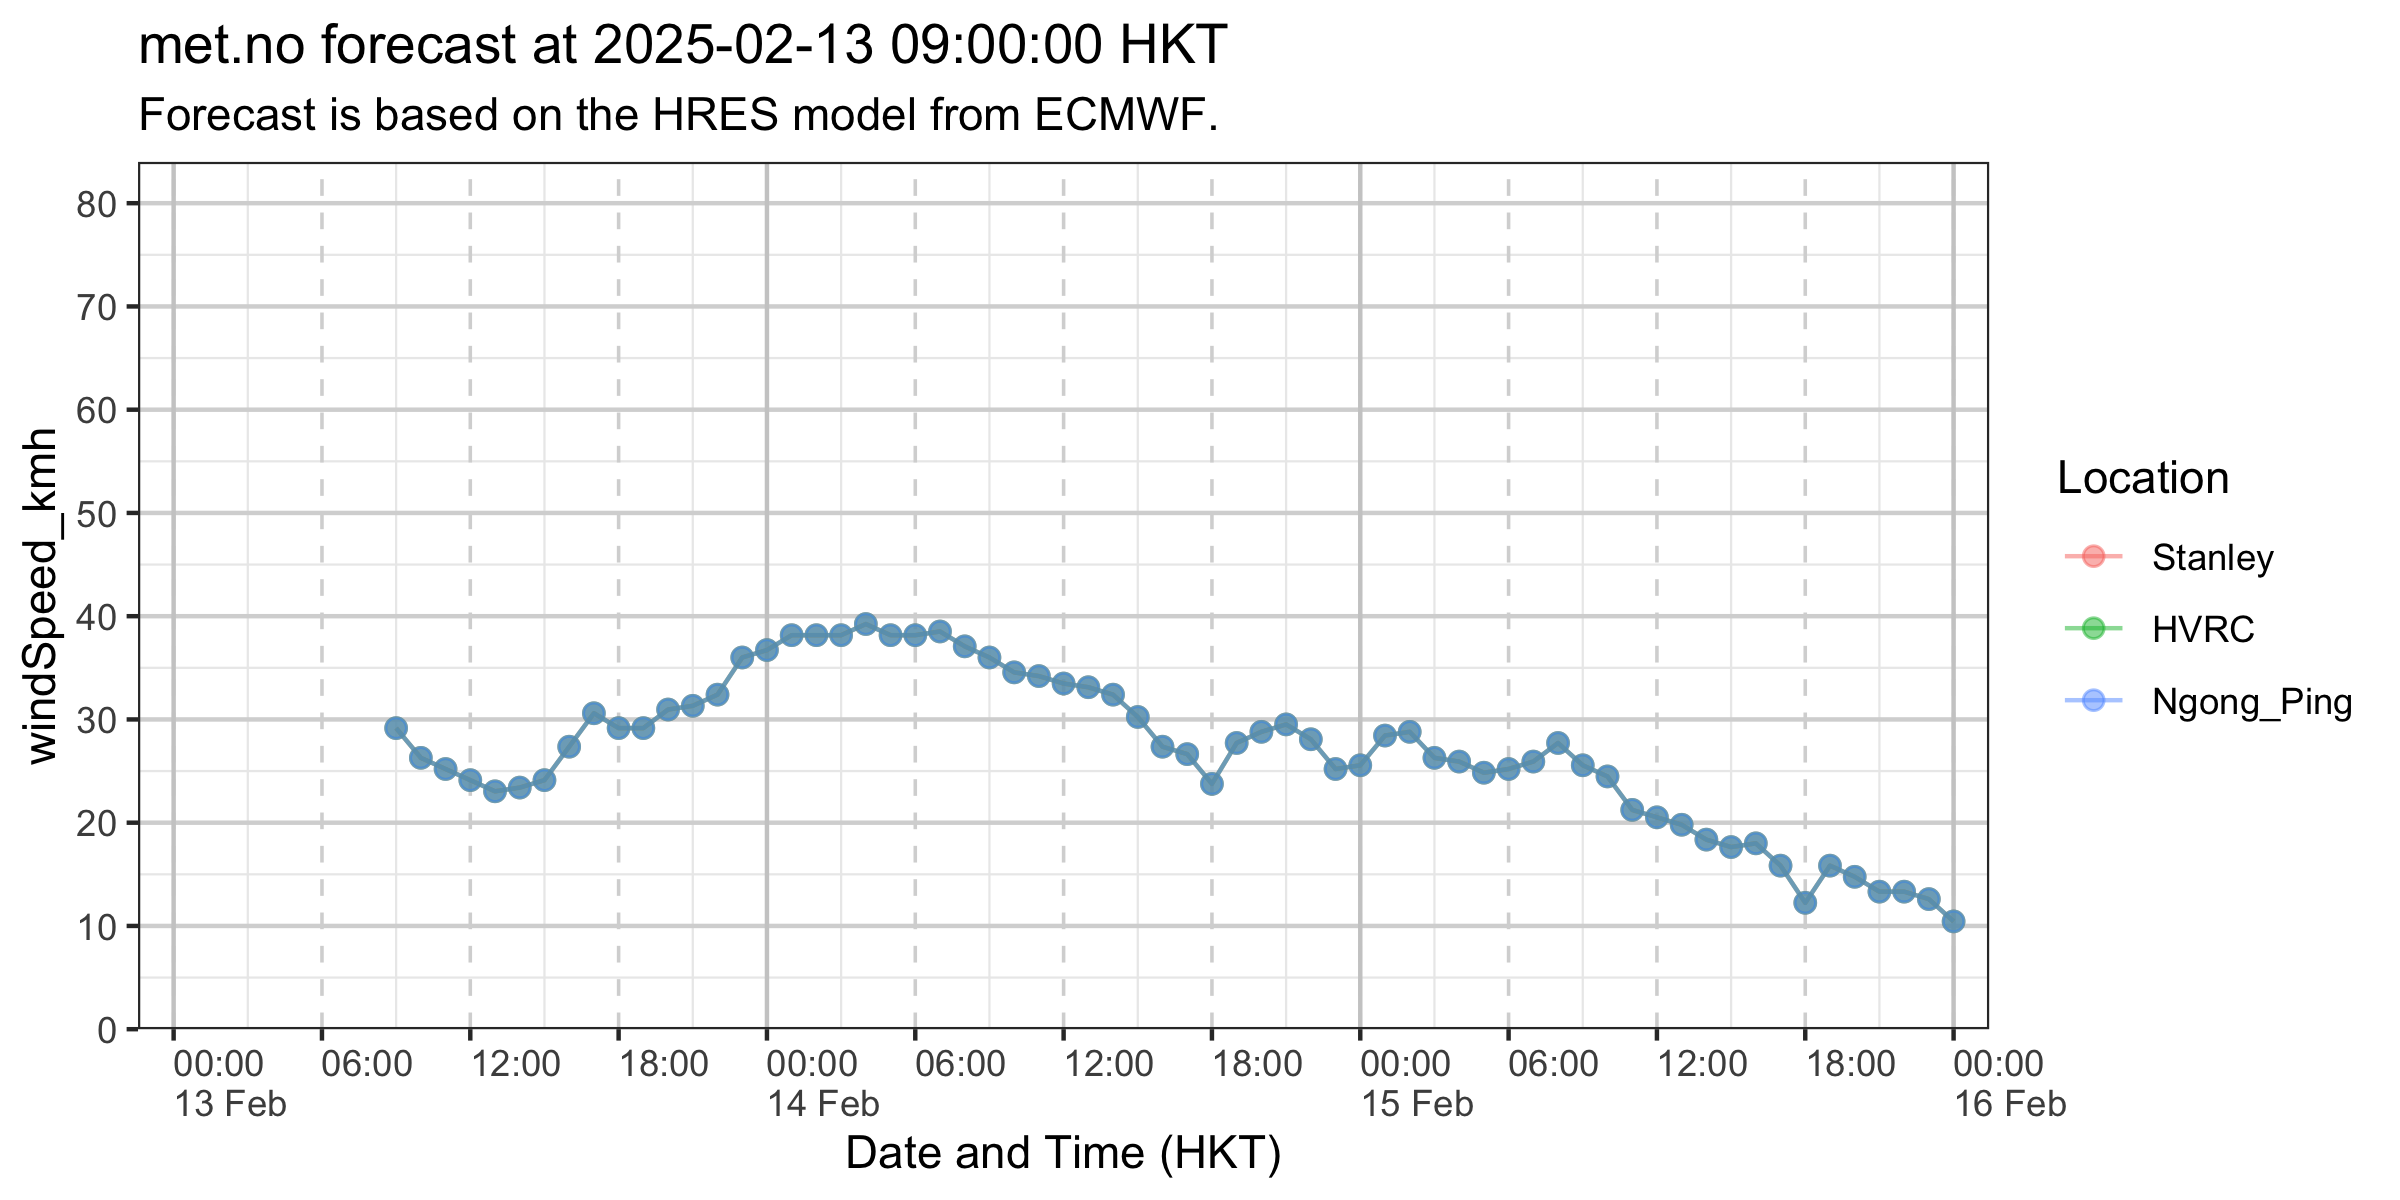 met.no forecast at 2025-02-13 09:00:00 HKT
Forecast is based on the HRES model from ECMWF.
windSpeed_kmh
80
70
60
50
40
30
20
10
0
00:00 06:00 12:00 18:00 00:00 06:00 12:00 18:00 00:00 06:00 12:00 18:00 00:00
13 Feb 14 Feb 15 Feb 16 Feb
Date and Time (HKT)
Location
Stanley
HVRC
Ngong_Ping